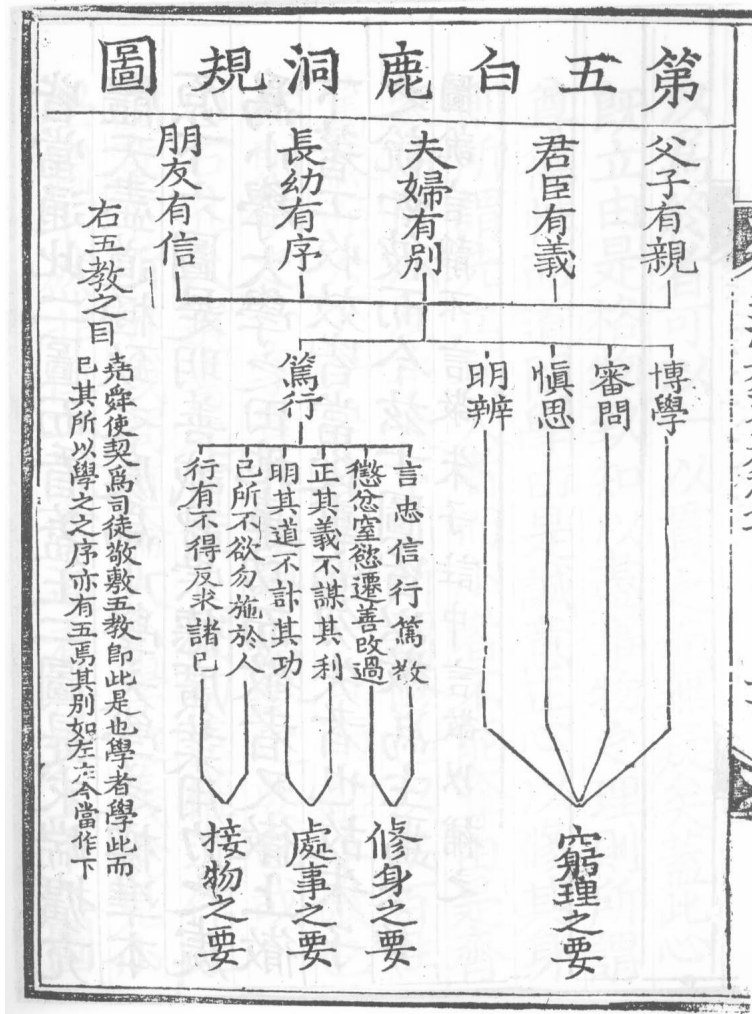 第五白鹿洞規圖
父子有親
君臣有義
夫婦有別
長幼有序
朋友有信
博學
審問
愼思
明辨
篤行
言忠信行篤敬
懲忿窒慾遷善改過
正其義不謀其利
明其道不計其功
己所不欲勿施於人
行有不得反求諸己
窮理之要
修身之要
處事之要
接物之要
右五教之目
堯舜使契爲司徒敬敷五教卽此是也學者學此而
已其所以學之之序亦有五焉其別如左左今當作下